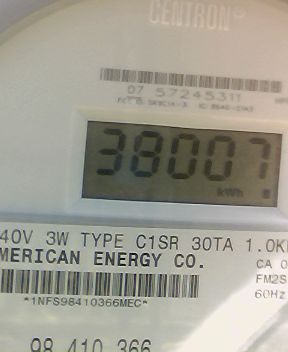 CENTRON®
07 57245311
38007
kWh
40V 3W TYPE C1SR 30TA 1.0K
MERICAN ENERGY CO.
CA 0
FM2S
60Hz
*1NFS98410366MEC*
98 410 366